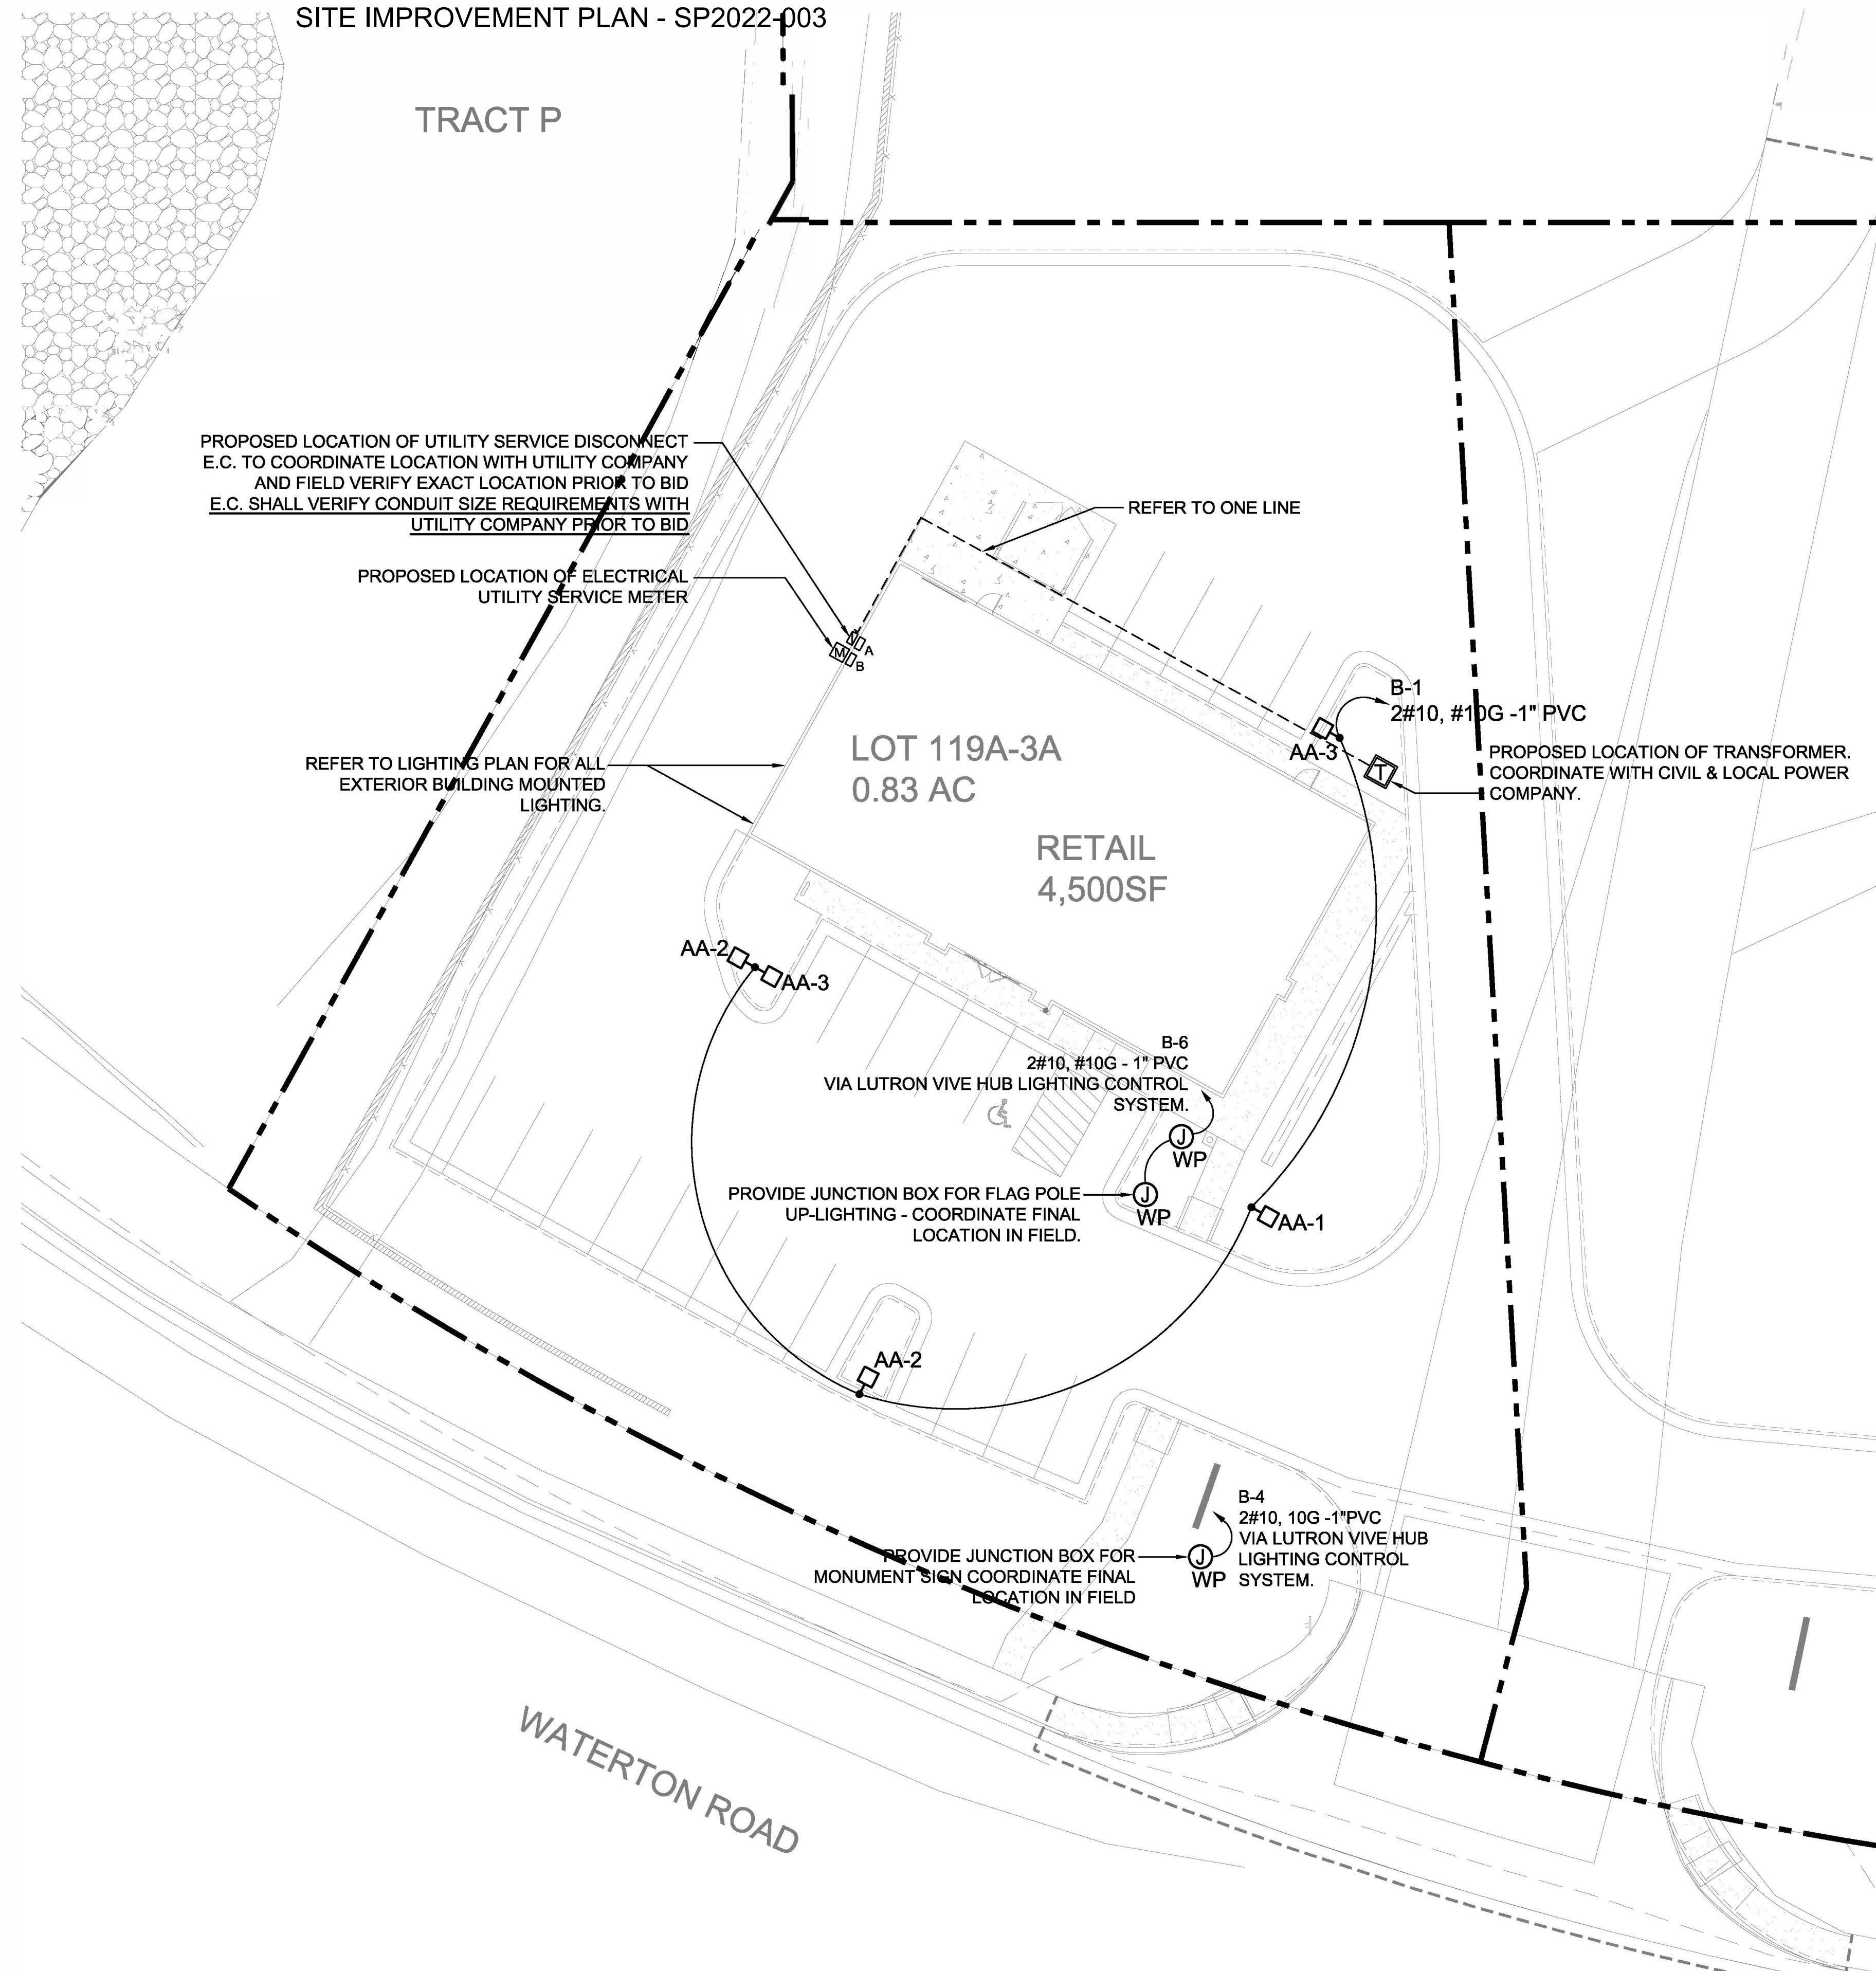 SITE IMPROVEMENT PLAN - SP2022-003
TRACT P
PROPOSED LOCATION OF UTILITY SERVICE DISCONNECT
E.C. TO COORDINATE LOCATION WITH UTILITY COMPANY
AND FIELD VERIFY EXACT LOCATION PRIOR TO BID
E.C. SHALL VERIFY CONDUIT SIZE REQUIREMENTS WITH
UTILITY COMPANY PRIOR TO BID
REFER TO ONE LINE
PROPOSED LOCATION OF ELECTRICAL
UTILITY SERVICE METER
M
A
B
B-1
2#10, #10G -1" PVC
AA-3
T
PROPOSED LOCATION OF TRANSFORMER.
COORDINATE WITH CIVIL & LOCAL POWER
COMPANY.
LOT 119A-3A
0.83 AC
REFER TO LIGHTING PLAN FOR ALL
EXTERIOR BUILDING MOUNTED
LIGHTING.
RETAIL
4,500SF
AA-2
AA-3
B-6
2#10, #10G - 1" PVC
VIA LUTRON VIVE HUB LIGHTING CONTROL
SYSTEM.
J
WP
PROVIDE JUNCTION BOX FOR FLAG POLE
UP-LIGHTING - COORDINATE FINAL
LOCATION IN FIELD.
J
WP
AA-1
AA-2
B-4
2#10, 10G -1"PVC
VIA LUTRON VIVE HUB
LIGHTING CONTROL
SYSTEM.
PROVIDE JUNCTION BOX FOR
MONUMENT SIGN COORDINATE FINAL
LOCATION IN FIELD
J
WP
WATERTON ROAD